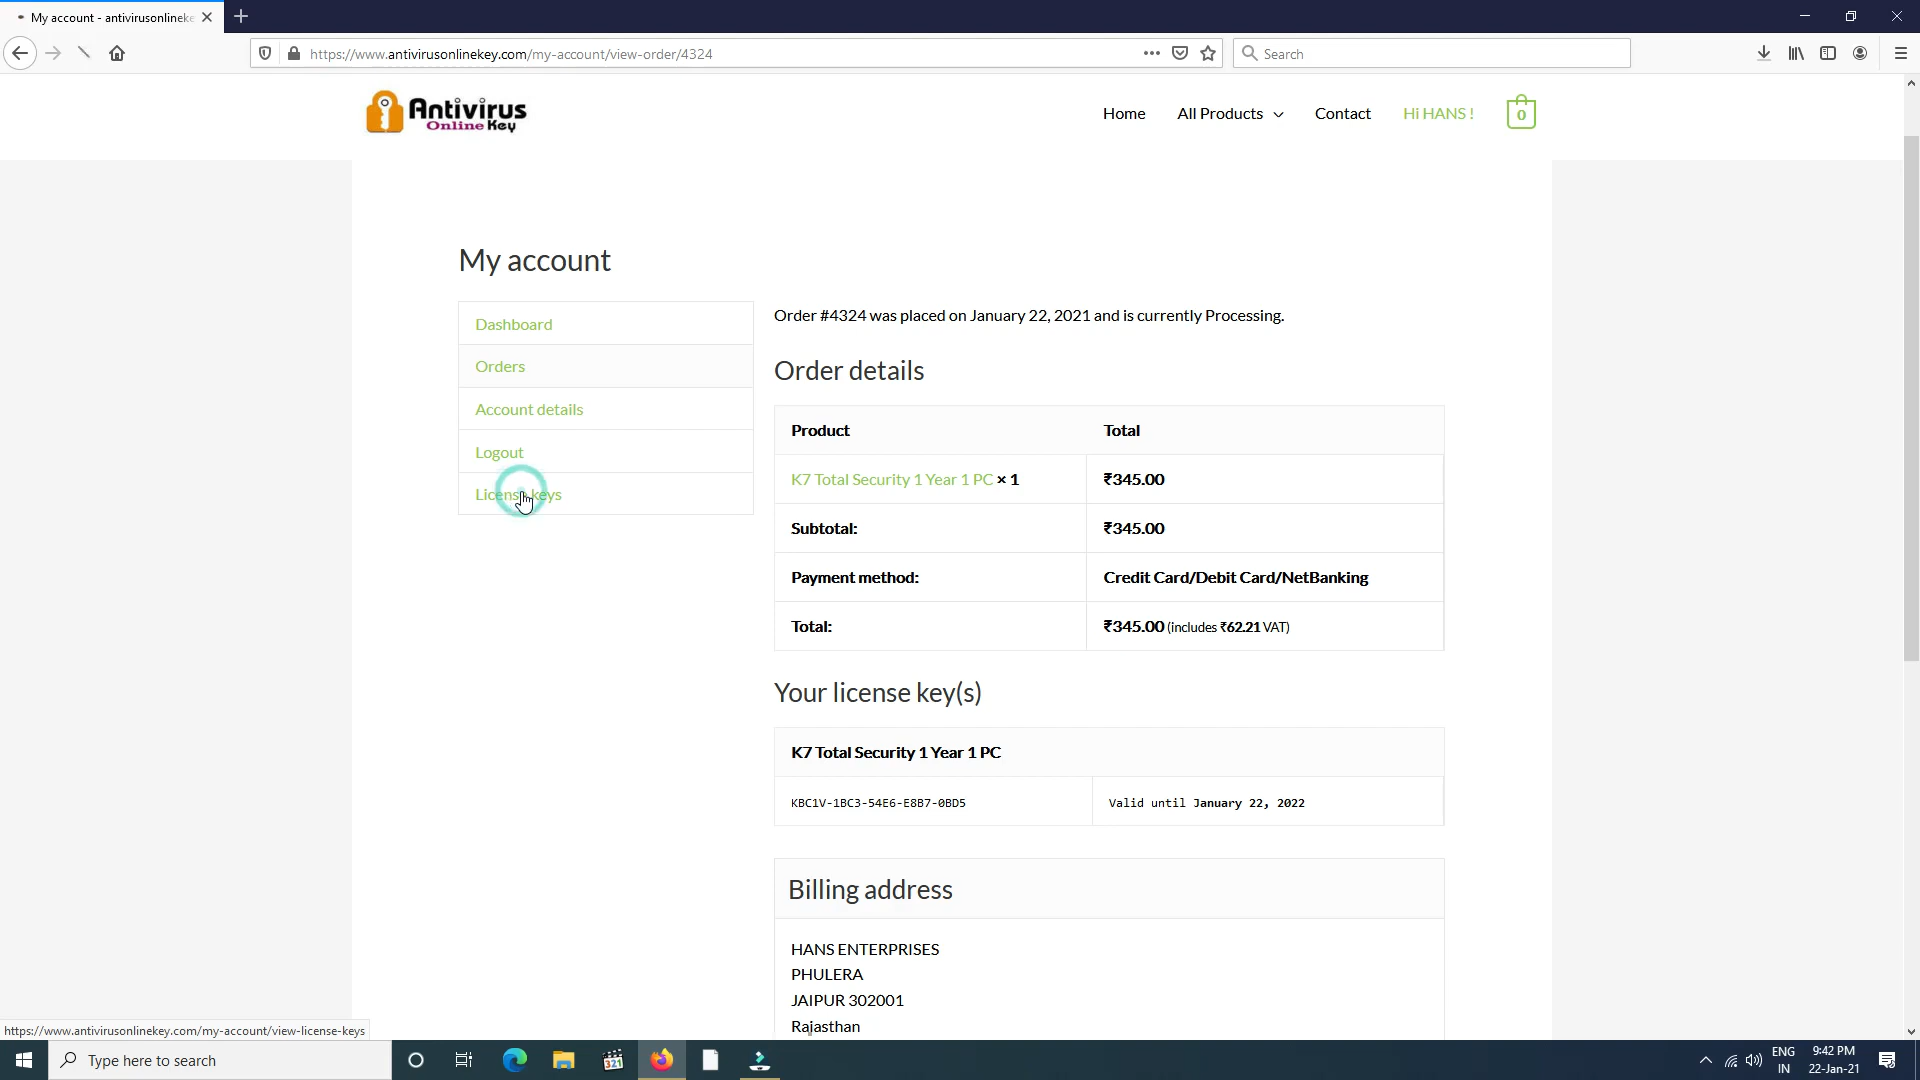 My account - antivirusonlineke
https://www.antivirusonlinekey.com/my-account/view-order/4324
Search
Antivirus
Online Key
Home
All Products
Contact
Hi HANS !
0
My account
Dashboard
Orders
Account details
Logout
License keys
Order #4324 was placed on January 22, 2021 and is currently Processing.
Order details
Product Total
K7 Total Security 1 Year 1 PC × 1 ₹345.00
Subtotal: ₹345.00
Payment method: Credit Card/Debit Card/NetBanking
Total: ₹345.00 (includes ₹62.21 VAT)
Your license key(s)
K7 Total Security 1 Year 1 PC
KBC1V-1BC3-54E6-E8B7-0BD5 Valid until January 22, 2022
Billing address
HANS ENTERPRISES
PHULERA
JAIPUR 302001
Rajasthan
https://www.antivirusonlinekey.com/my-account/view-license-keys
Type here to search
321
ENG
IN
9:42 PM
22-Jan-21